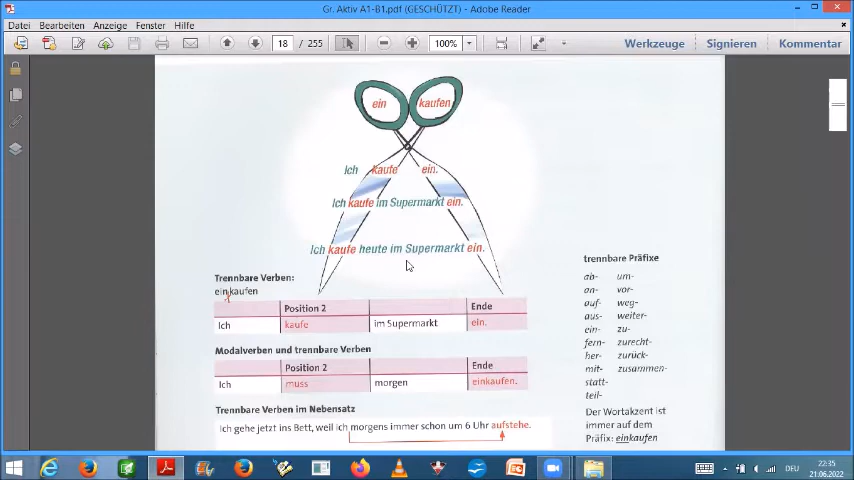 Gr. Aktiv A1-B1.pdf (GESCHÜTZT) - Adobe Reader
Datei Bearbeiten Anzeige Fenster Hilfe
18 / 255
100%
Werkzeuge Signieren Kommentar
ein kaufen
Ich kaufe ein.
Ich kaufe im Supermarkt ein.
Ich kaufe heute im Supermarkt ein.
Trennbare Verben:
einkaufen
Position 2 Ende
Ich kaufe im Supermarkt ein.
Modalverben und trennbare Verben
Position 2 Ende
Ich muss morgen einkaufen.
Trennbare Verben im Nebensatz
Ich gehe jetzt ins Bett, weil ich morgens immer schon um 6 Uhr aufstehe.
trennbare Präfixe
ab- um-
an- vor-
auf- weg-
aus- weiter-
ein- zu-
fern- zurecht-
her- zurück-
mit- zusammen-
statt-
teil-
Der Wortakzent ist
immer auf dem
Präfix: einkaufen
DEU
22:35
21.06.2022